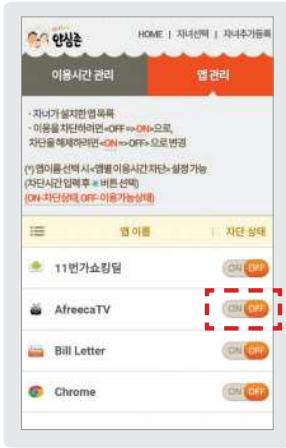 안심존 HOME | 자녀선택 | 자녀추가등록
이용시간 관리 앱 관리
· 자녀가 설치한 앱 목록
· 이용을 차단하려면 <OFF => ON>으로,
차단을 해제하려면 <ON => OFF>으로 변경
(*) 앱이름 선택 시 <앱별 이용시간 차단> 설정 가능
(차단시간 입력 후 버튼 선택)
(ON-차단상태, OFF-이용가능상태)
앱 이름 | 차단 상태
11번가쇼킹딜 ON OFF
AfreecaTV ON OFF
Bill Letter ON OFF
Chrome ON OFF